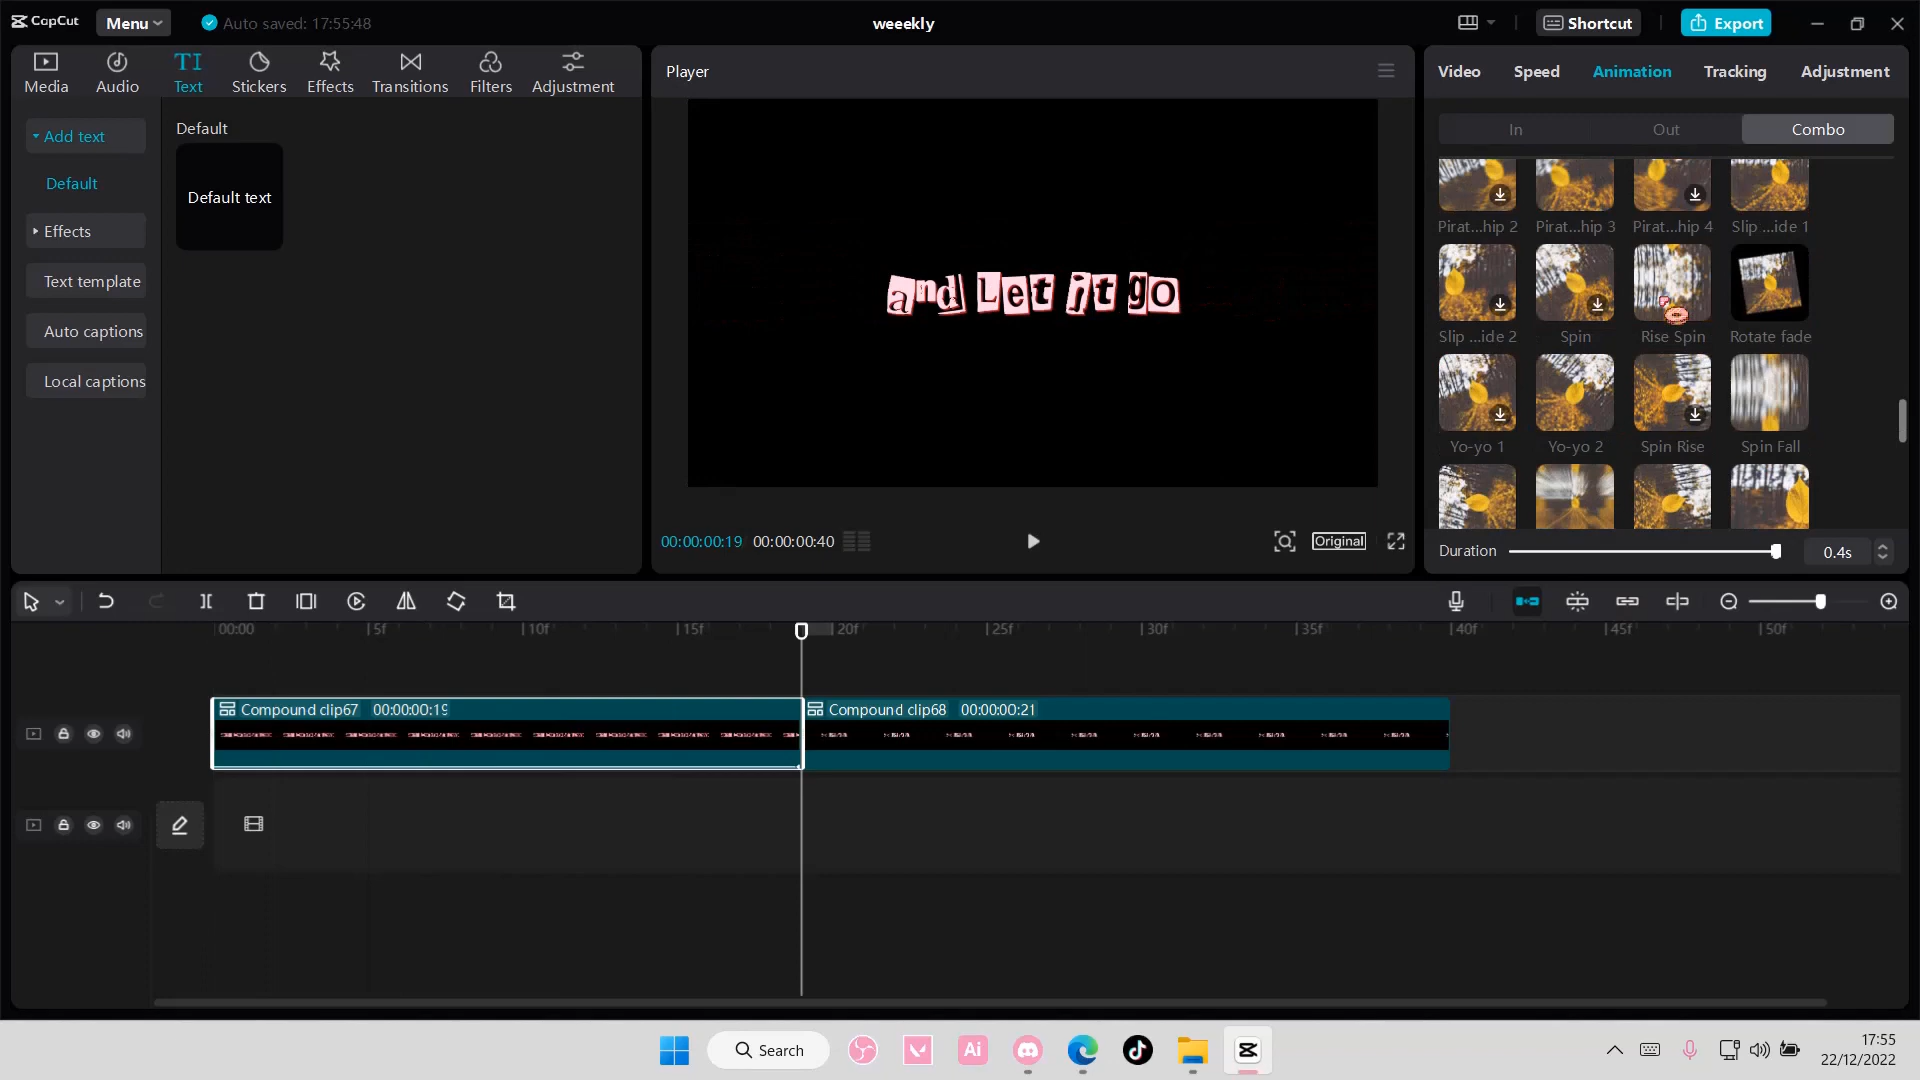 CapCut
Menu
Auto saved: 17:55:48
weeekly
Shortcut
Export
Media
Audio
TI
Text
Stickers
Effects
Transitions
Filters
Adjustment
Add text
Default
Effects
Text template
Auto captions
Local captions
Default
Default text
Player
and Let it go
00:00:00:19
00:00:00:40
Original
Video
Speed
Animation
Tracking
Adjustment
In
Out
Combo
Pirat...hip 2
Pirat...hip 3
Pirat...hip 4
Slip ...ide 1
Slip ...ide 2
Spin
Rise Spin
Rotate fade
Yo-yo 1
Yo-yo 2
Spin Rise
Spin Fall
Duration
0.4s
00:00
5f
10f
15f
20f
25f
30f
35f
40f
45f
50f
Compound clip67 00:00:00:19
Compound clip68 00:00:00:21
Search
Ai
17:55
22/12/2022